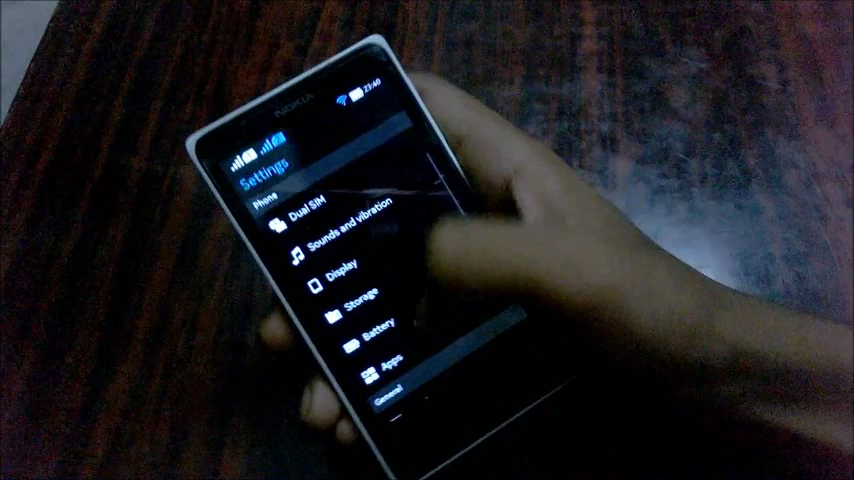 NOKIA
23:40
Settings
Phone
Dual SIM
Sounds and vibration
Display
Storage
Battery
Apps
General